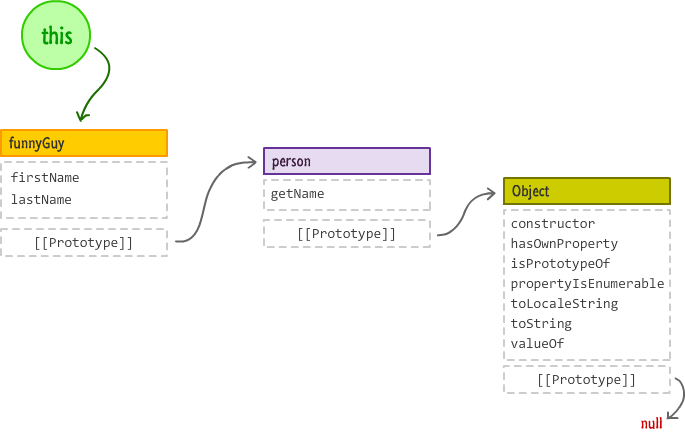 this
funnyGuy
firstName
lastName
[[Prototype]]
person
getName
[[Prototype]]
Object
constructor
hasOwnProperty
isPrototypeOf
propertyIsEnumerable
toLocaleString
toString
valueOf
[[Prototype]]
null